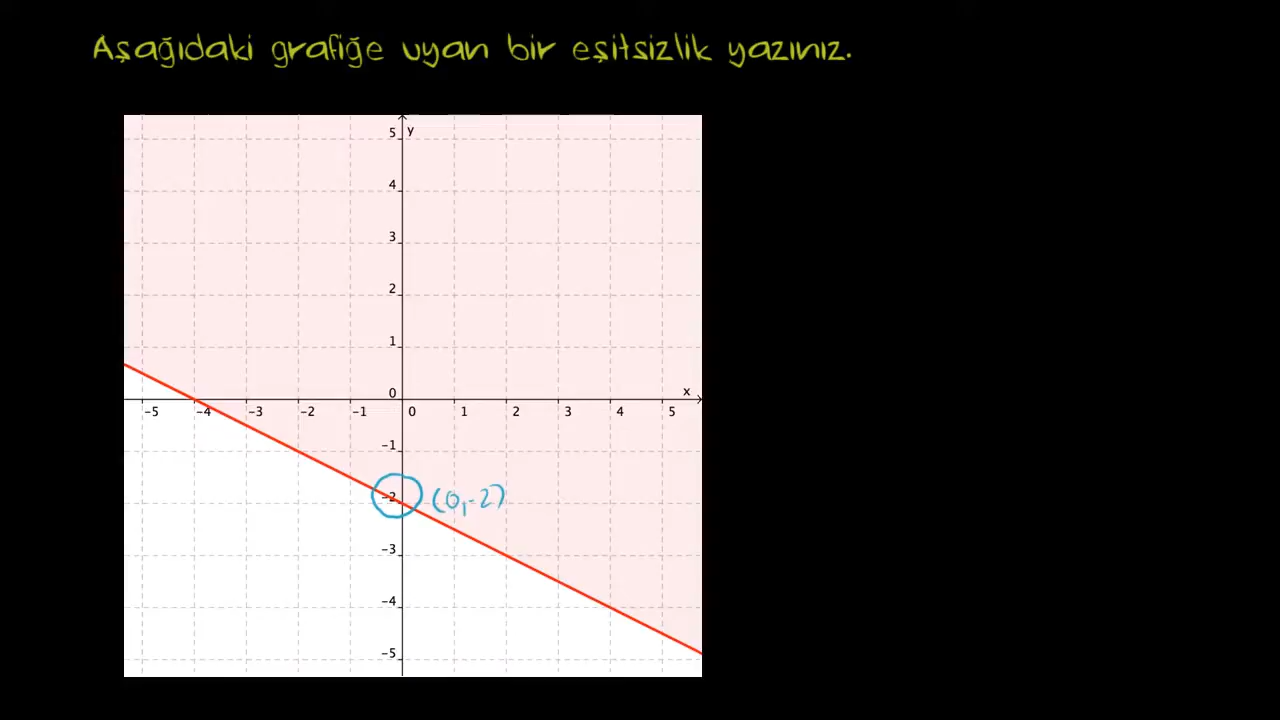 Aşağıdaki grafiğe uyan bir eşitsizlik yazınız.
y
5
4
3
2
1
0
x
-5 -4 -3 -2 -1 0 1 2 3 4 5
-1
-2 (0,-2)
-3
-4
-5